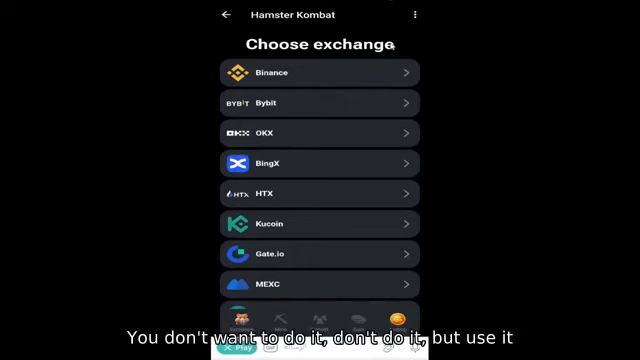 Hamster Kombat
Choose exchange
Binance
BYBIT Bybit
OKX
BingX
HTX HTX
Kucoin
Gate.io
MEXC
You don't want to do it, don't do it, but use it
Play